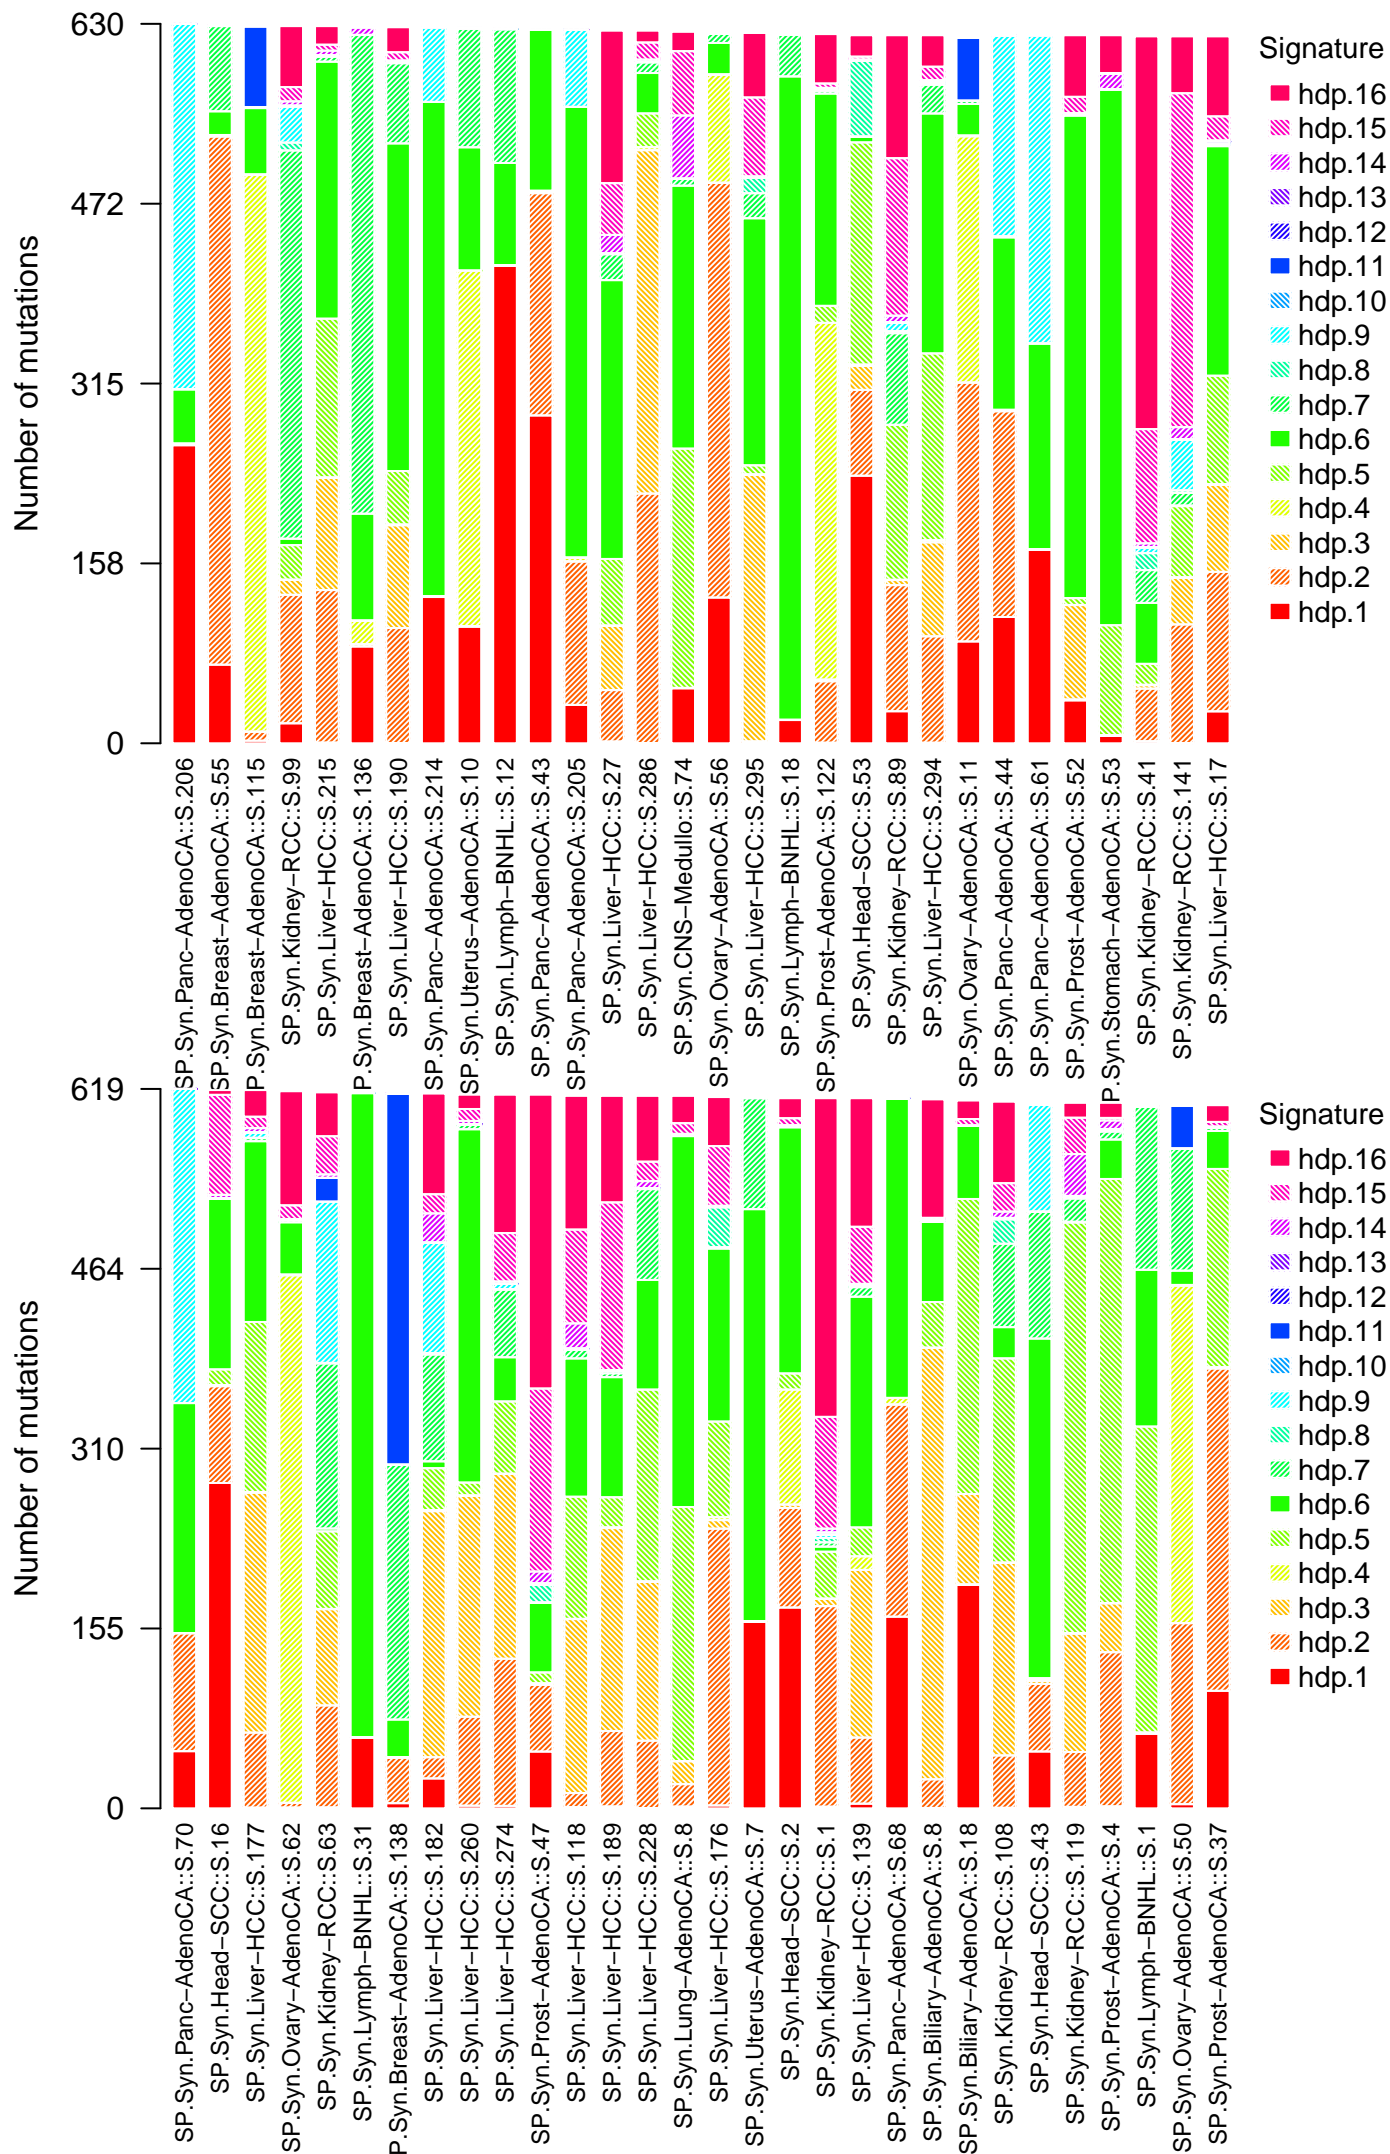 Number of mutations
630
472
315
158
0
Signature
hdp.16
hdp.15
hdp.14
hdp.13
hdp.12
hdp.11
hdp.10
hdp.9
hdp.8
hdp.7
hdp.6
hdp.5
hdp.4
hdp.3
hdp.2
hdp.1
SP.Syn.Panc−AdenoCA::S.206
SP.Syn.Breast−AdenoCA::S.55
P.Syn.Breast−AdenoCA::S.115
SP.Syn.Kidney−RCC::S.99
SP.Syn.Liver−HCC::S.215
P.Syn.Breast−AdenoCA::S.136
SP.Syn.Liver−HCC::S.190
SP.Syn.Panc−AdenoCA::S.214
SP.Syn.Uterus−AdenoCA::S.10
SP.Syn.Lymph−BNHL::S.12
SP.Syn.Panc−AdenoCA::S.43
SP.Syn.Panc−AdenoCA::S.205
SP.Syn.Liver−HCC::S.27
SP.Syn.Liver−HCC::S.286
SP.Syn.CNS−Medullo::S.74
SP.Syn.Ovary−AdenoCA::S.56
SP.Syn.Liver−HCC::S.295
SP.Syn.Lymph−BNHL::S.18
SP.Syn.Prost−AdenoCA::S.122
SP.Syn.Head−SCC::S.53
SP.Syn.Kidney−RCC::S.89
SP.Syn.Liver−HCC::S.294
SP.Syn.Ovary−AdenoCA::S.11
SP.Syn.Panc−AdenoCA::S.44
SP.Syn.Panc−AdenoCA::S.61
SP.Syn.Prost−AdenoCA::S.52
P.Syn.Stomach−AdenoCA::S.53
SP.Syn.Kidney−RCC::S.41
SP.Syn.Kidney−RCC::S.141
SP.Syn.Liver−HCC::S.17
Number of mutations
619
464
310
155
0
Signature
hdp.16
hdp.15
hdp.14
hdp.13
hdp.12
hdp.11
hdp.10
hdp.9
hdp.8
hdp.7
hdp.6
hdp.5
hdp.4
hdp.3
hdp.2
hdp.1
SP.Syn.Panc−AdenoCA::S.70
SP.Syn.Head−SCC::S.16
SP.Syn.Liver−HCC::S.177
SP.Syn.Ovary−AdenoCA::S.62
SP.Syn.Kidney−RCC::S.63
SP.Syn.Lymph−BNHL::S.31
P.Syn.Breast−AdenoCA::S.138
SP.Syn.Liver−HCC::S.182
SP.Syn.Liver−HCC::S.260
SP.Syn.Liver−HCC::S.274
SP.Syn.Prost−AdenoCA::S.47
SP.Syn.Liver−HCC::S.118
SP.Syn.Liver−HCC::S.189
SP.Syn.Liver−HCC::S.228
SP.Syn.Lung−AdenoCA::S.8
SP.Syn.Liver−HCC::S.176
SP.Syn.Uterus−AdenoCA::S.7
SP.Syn.Head−SCC::S.2
SP.Syn.Kidney−RCC::S.1
SP.Syn.Liver−HCC::S.139
SP.Syn.Panc−AdenoCA::S.68
SP.Syn.Biliary−AdenoCA::S.8
SP.Syn.Biliary−AdenoCA::S.18
SP.Syn.Kidney−RCC::S.108
SP.Syn.Head−SCC::S.43
SP.Syn.Kidney−RCC::S.119
SP.Syn.Prost−AdenoCA::S.4
SP.Syn.Lymph−BNHL::S.1
SP.Syn.Ovary−AdenoCA::S.50
SP.Syn.Prost−AdenoCA::S.37